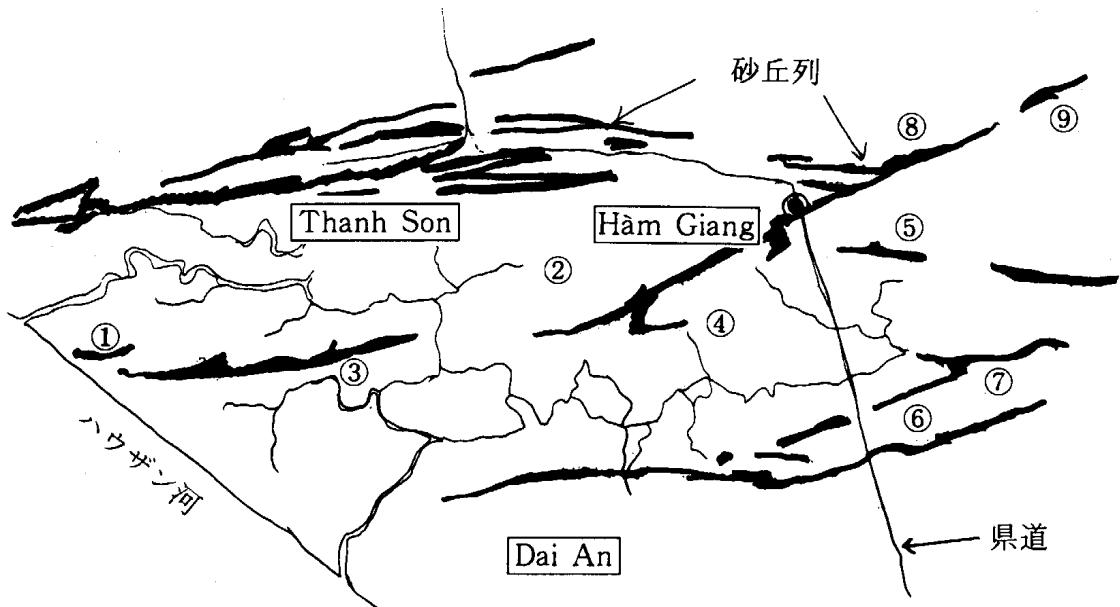 砂丘列
⑨
⑧
Thanh Son
Hàm Giang
⑤
②
①
④
③
⑦
⑥
ハウザン河
Dai An
県道